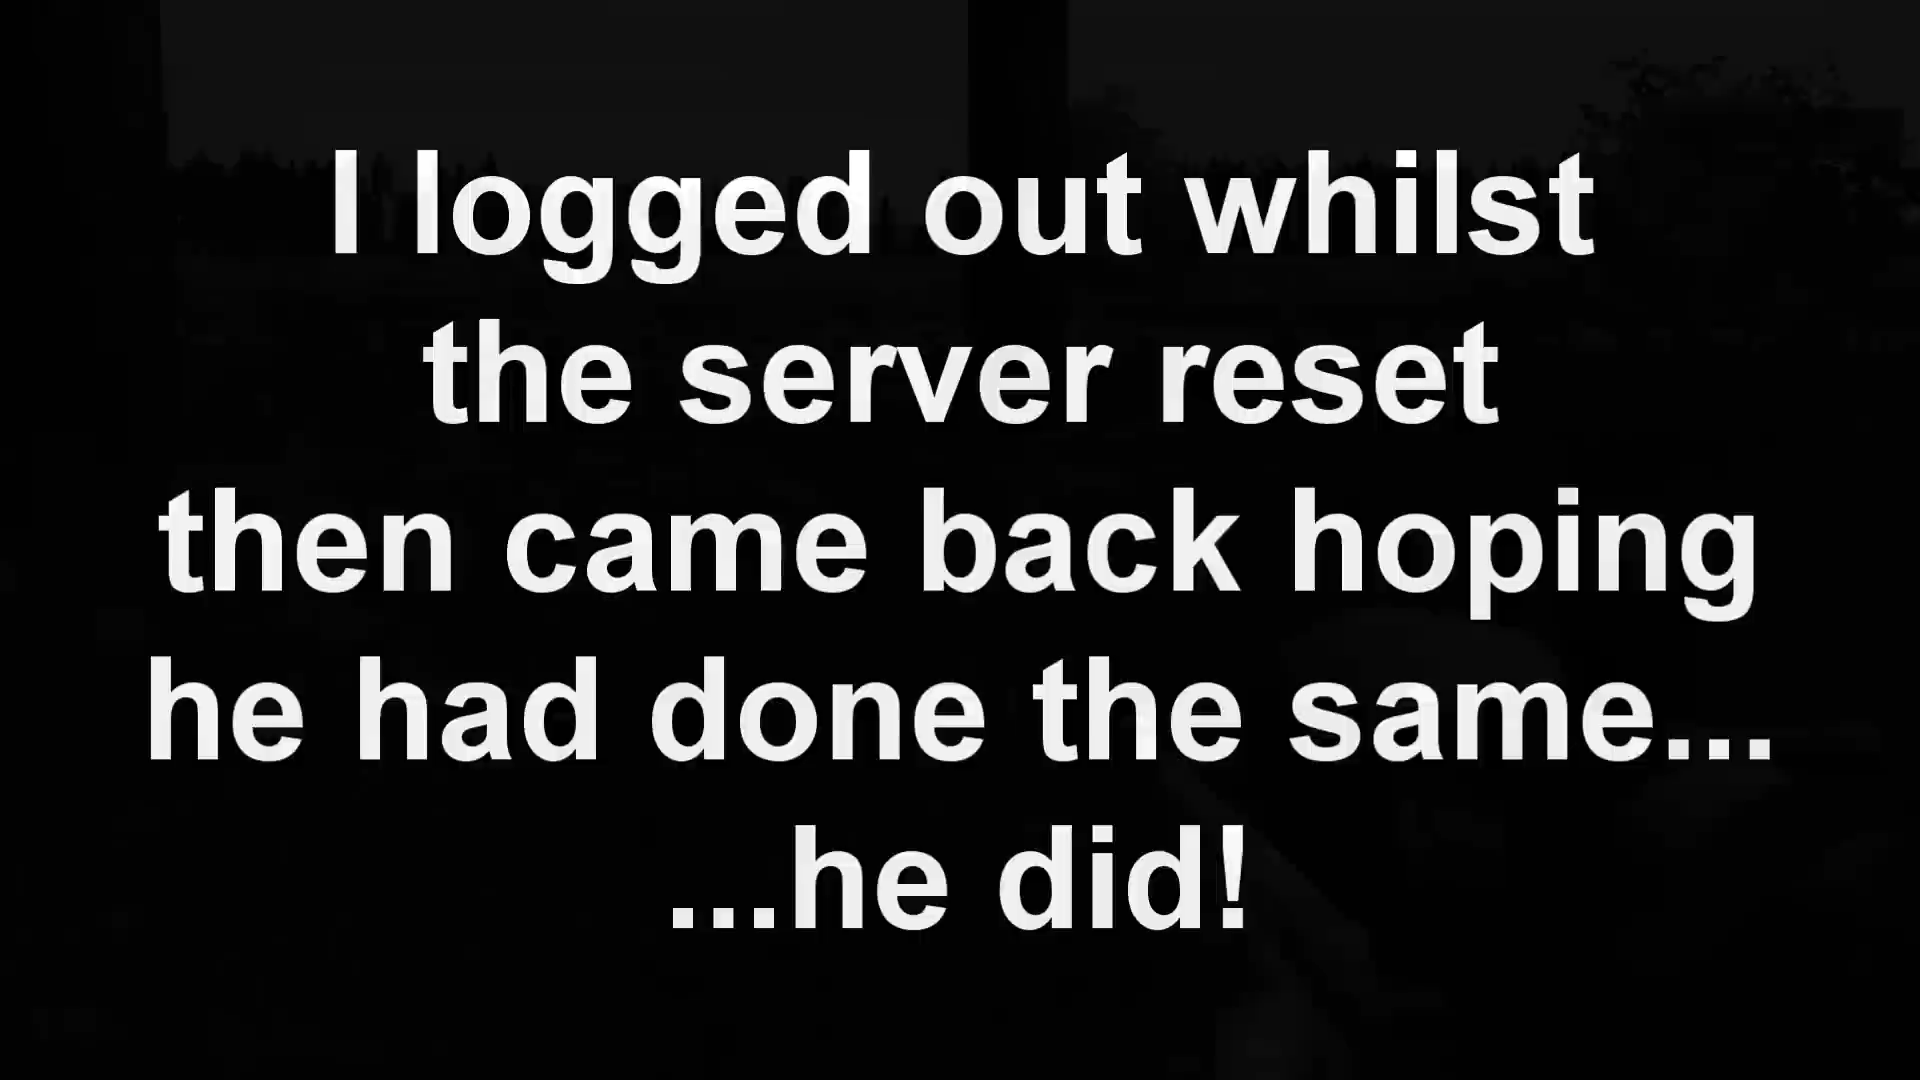 I logged out whilst
the server reset
then came back hoping
he had done the same...
...he did!